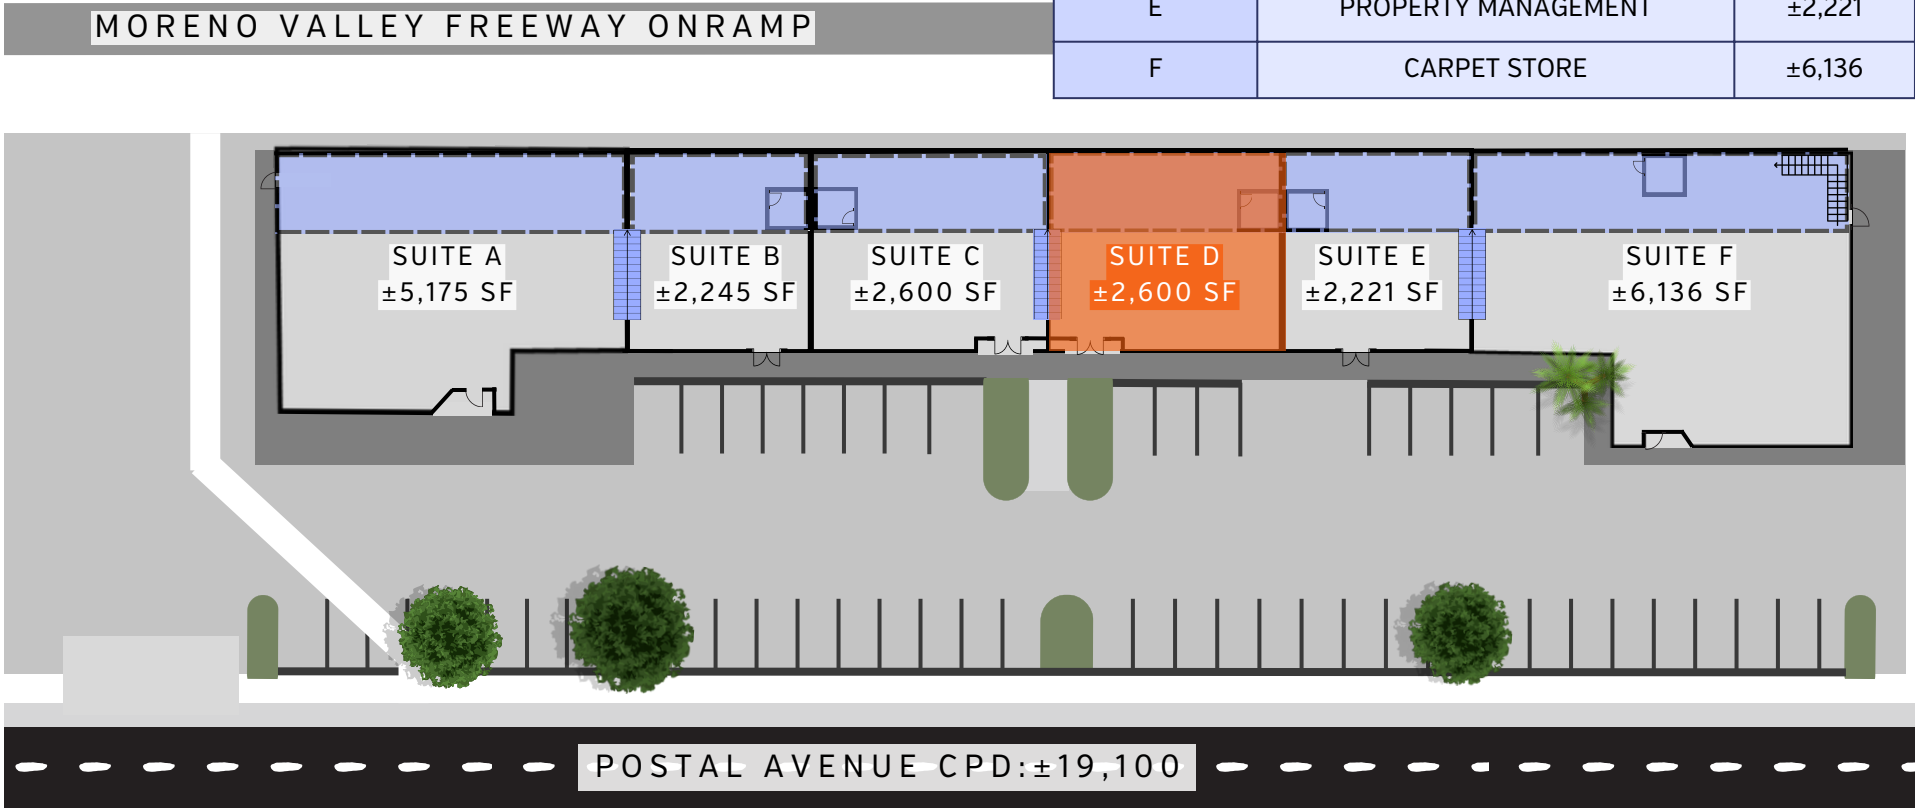 E PROPERTY MANAGEMENT ±2,221
MORENO VALLEY FREEWAY ONRAMP
F CARPET STORE ±6,136
SUITE A
±5,175 SF
SUITE B
±2,245 SF
SUITE C
±2,600 SF
SUITE D
±2,600 SF
SUITE E
±2,221 SF
SUITE F
±6,136 SF
POSTAL AVENUE CPD:±19,100